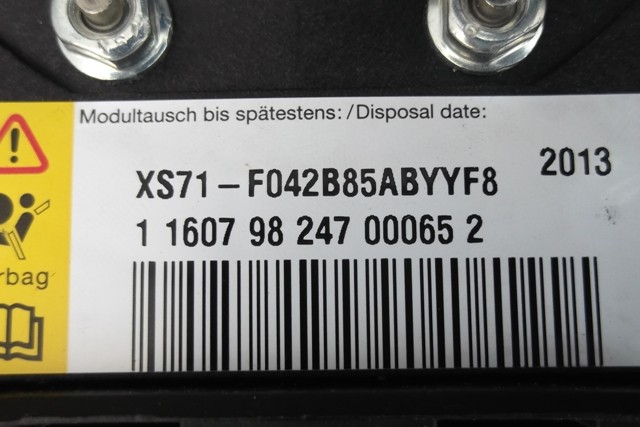 Modultausch bis spätestens: /Disposal date:
2013
XS71-F042B85ABYYF8
1 1607 98 247 00065 2
rbag